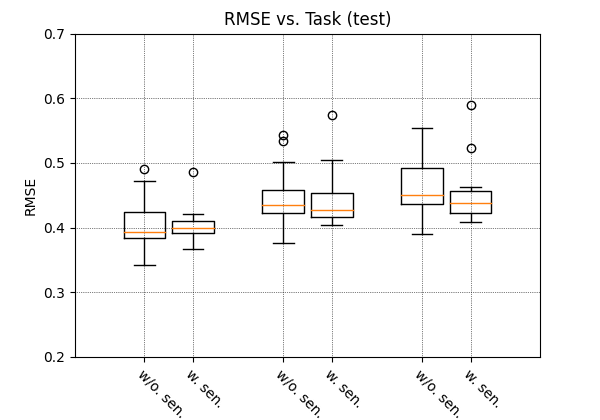 RMSE vs. Task (test)
0.7
0.6
0.5
0.4
0.3
0.2
RMSE
w/o. sen.
w. sen.
w/o. sen.
w. sen.
w/o. sen.
w. sen.